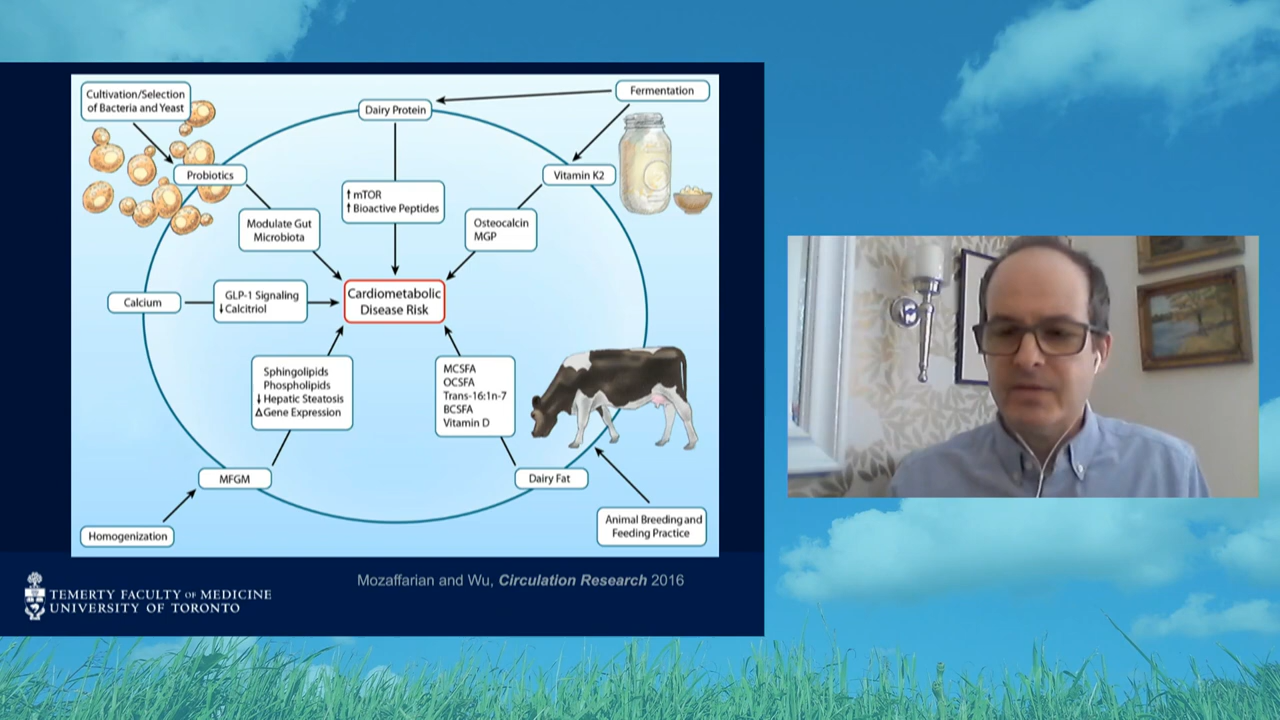 Cultivation/Selection
of Bacteria and Yeast
Dairy Protein
Fermentation
Probiotics
Vitamin K2
↑ mTOR
↑ Bioactive Peptides
Modulate Gut
Microbiota
Osteocalcin
MGP
Calcium
GLP-1 Signaling
↓ Calcitriol
Cardiometabolic
Disease Risk
Sphingolipids
Phospholipids
↓ Hepatic Steatosis
Δ Gene Expression
MCSFA
OCSFA
Trans-16:1n-7
BCSFA
Vitamin D
MFGM
Dairy Fat
Homogenization
Animal Breeding and
Feeding Practice
Mozaffarian and Wu, Circulation Research 2016
TEMERTY FACULTY OF MEDICINE
UNIVERSITY OF TORONTO